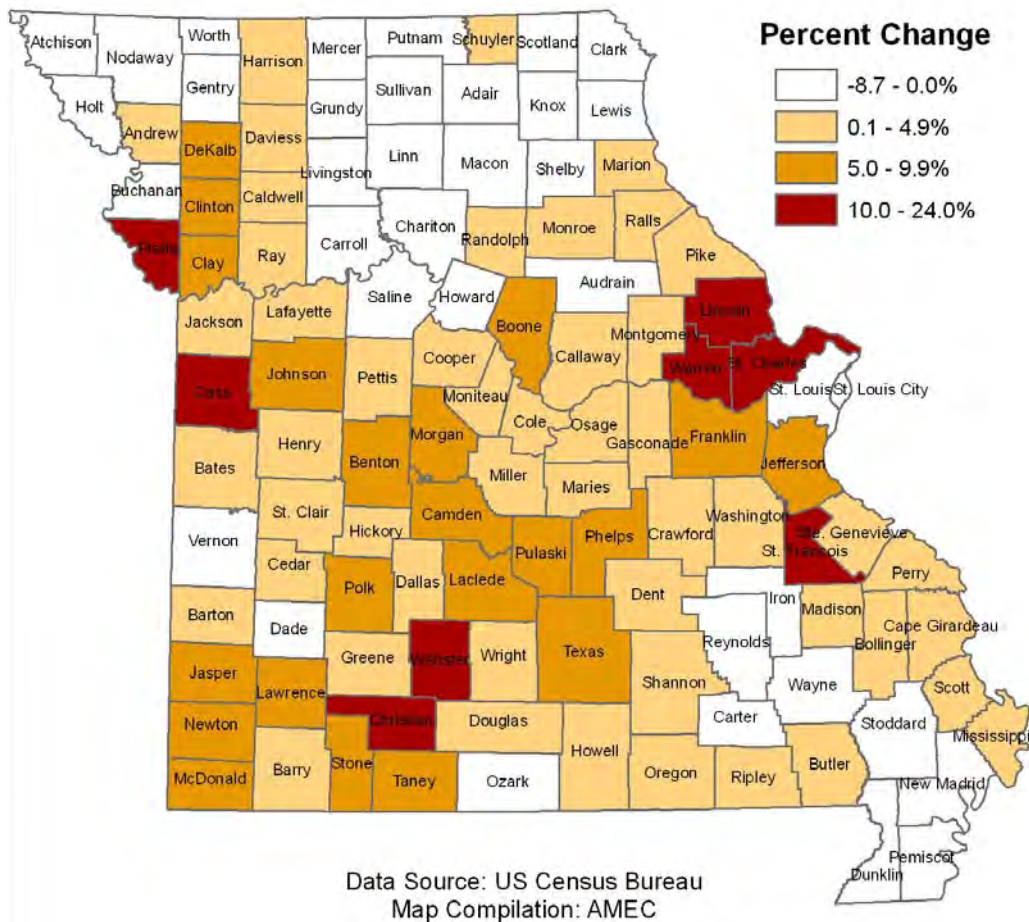 Percent Change
-8.7 - 0.0%
0.1 - 4.9%
5.0 - 9.9%
10.0 - 24.0%
Atchison
Nodaway
Worth
Harrison
Mercer
Putnam
Schuyler
Scotland
Clark
Holt
Gentry
Grundy
Sullivan
Adair
Knox
Lewis
Andrew
DeKalb
Daviess
Livingston
Linn
Macon
Shelby
Marion
Buchanan
Clinton
Caldwell
Chariton
Randolph
Monroe
Ralls
Pike
Platte
Clay
Ray
Carroll
Saline
Howard
Audrain
Jackson
Lafayette
Boone
Callaway
Montgomery
Lincoln
Cass
Johnson
Pettis
Cooper
Moniteau
Warren
St. Charles
St. Louis
St. Louis City
Henry
Benton
Morgan
Cole
Osage
Gasconade
Franklin
Jefferson
Bates
Miller
Maries
St. Clair
Hickory
Camden
Pulaski
Phelps
Crawford
Washington
Ste. Genevieve
St. Francois
Vernon
Cedar
Polk
Dallas
Laclede
Dent
Iron
Madison
Perry
Barton
Dade
Greene
Webster
Wright
Texas
Reynolds
Bollinger
Cape Girardeau
Jasper
Lawrence
Shannon
Wayne
Scott
Newton
Christian
Douglas
Howell
Carter
Stoddard
Mississippi
McDonald
Barry
Stone
Taney
Ozark
Oregon
Ripley
Butler
New Madrid
Dunklin
Pemiscot
Data Source: US Census Bureau
Map Compilation: AMEC